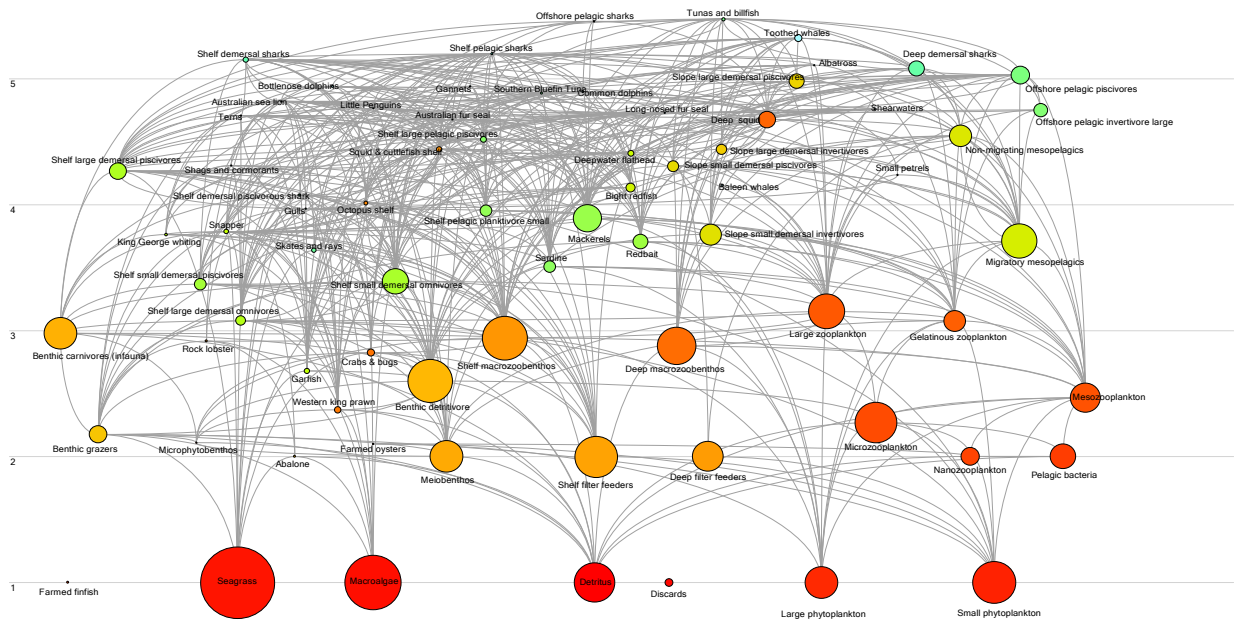 Tunas and billfish
Offshore pelagic sharks
Toothed whales
Shelf pelagic sharks
Shelf demersal sharks
Deep demersal sharks
Albatross
5
Slope large demersal piscivores
Bottlenose dolphins
Gannets
Southern Bluefin Tuna
Common dolphins
Offshore pelagic piscivores
Australian sea lion
Little Penguins
Long-nosed fur seal
Shearwaters
Terns
Australian fur seal
Deep squid
Offshore pelagic invertivore large
Shelf large pelagic piscivores
Squid & cuttlefish shelf
Slope large demersal invertivores
Non-migrating mesopelagics
Shelf large demersal piscivores
Deepwater flathead
Slope small demersal piscivores
Shags and cormorants
Small petrels
Baleen whales
Shelf demersal piscivorous shark
Bight redfish
4
Gulls
Octopus shelf
Shelf pelagic planktivore small
Snapper
Mackerels
Slope small demersal invertivores
King George whiting
Skates and rays
Redbait
Sardine
Migratory mesopelagics
Shelf small demersal piscivores
Shelf small demersal omnivores
Shelf large demersal omnivores
3
Large zooplankton
Gelatinous zooplankton
Benthic carnivores (infauna)
Rock lobster
Crabs & bugs
Shelf macrozoobenthos
Deep macrozoobenthos
Garfish
Mesozooplankton
Western king prawn
Benthic detritivore
Benthic grazers
Microphytobenthos
Farmed oysters
Microzooplankton
2
Abalone
Meiobenthos
Shelf filter feeders
Deep filter feeders
Nanozooplankton
Pelagic bacteria
1
Farmed finfish
Seagrass
Macroalgae
Detritus
Discards
Large phytoplankton
Small phytoplankton